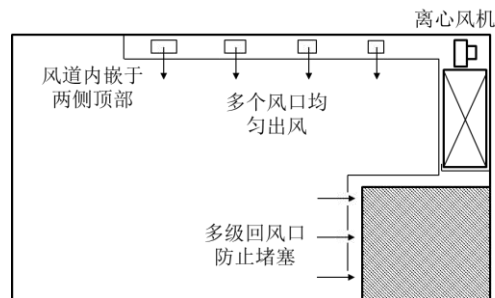 离心风机
风道内嵌于
两侧顶部
多个风口均
匀出风
多级回风口
防止堵塞